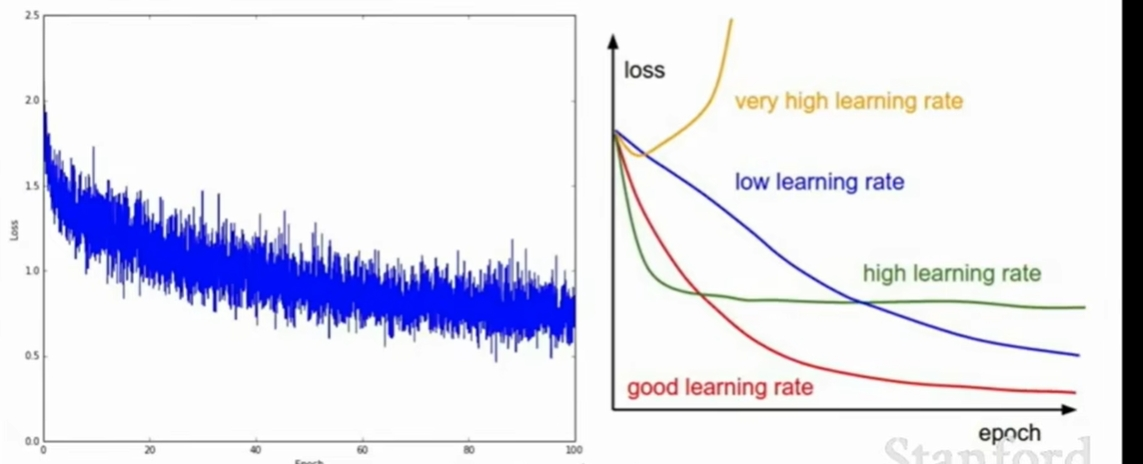 2.5
2.0
1.5
1.0
0.5
0.0
Loss
0
20
40
60
80
100
Epoch
loss
very high learning rate
low learning rate
high learning rate
good learning rate
epoch
Stanford